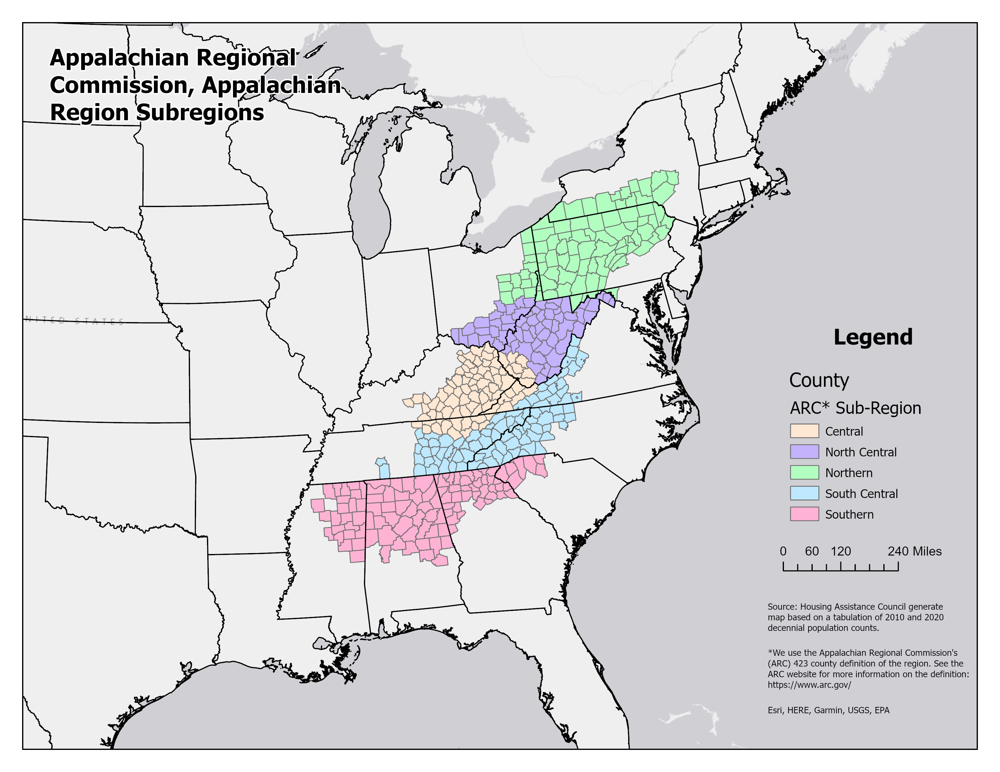 Appalachian Regional
Commission, Appalachian
Region Subregions
Bay of
Fundy
NITED STATES
Legend
County
ARC* Sub-Region
Central
North Central
Northern
South Central
Southern
0 60 120 240 Miles
Source: Housing Assistance Council generate
map based on a tabulation of 2010 and 2020
decennial population counts.
*We use the Appalachian Regional Commission's
(ARC) 423 county definition of the region. See the
ARC website for more information on the definition:
https://www.arc.gov/
Esri, HERE, Garmin, USGS, EPA